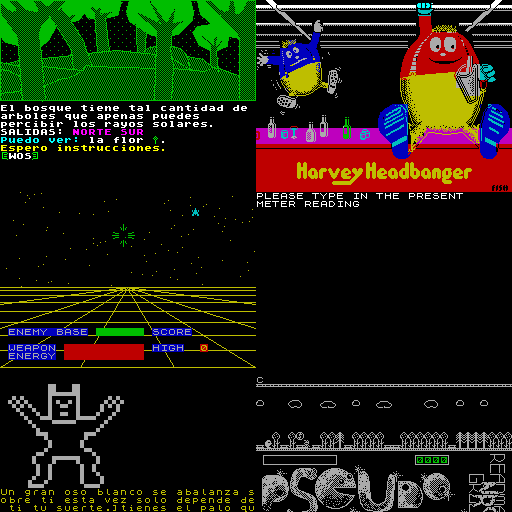 El bosque tiene tal cantidad de
arboles que apenas puedes
percibir los rayos solares.
SALIDAS: NORTE SUR
Puedo ver: la flor
Espero instrucciones.
WOS
Harvey Headbanger
PLEASE TYPE IN THE PRESENT
METER READING
ENEMY BASE SCORE
WEAPON HIGH 0
ENERGY
Un gran oso blanco se abalanza s
obre ti esta vez solo depende de
ti tu suerte.Jtienes el palo qu
C
0000
PSEUDO